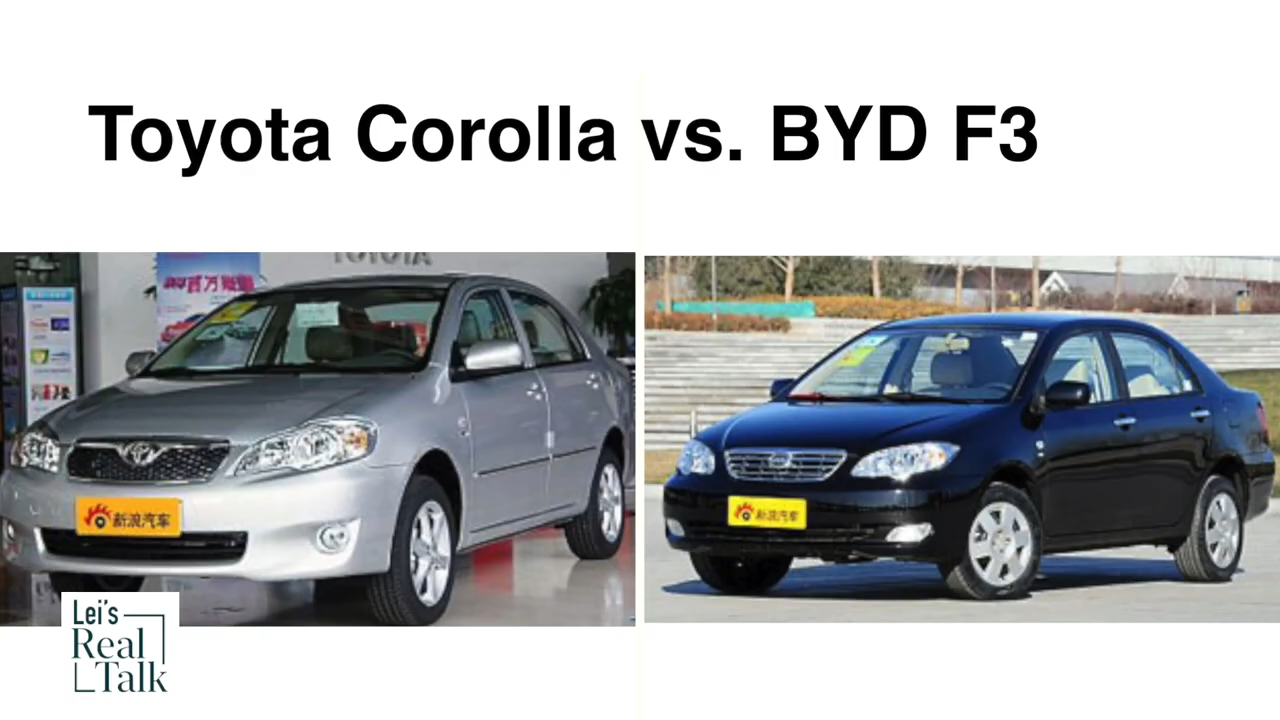 Toyota Corolla vs. BYD F3
TOYOTA
新浪汽车
新浪汽车
Lei's
Real
Talk